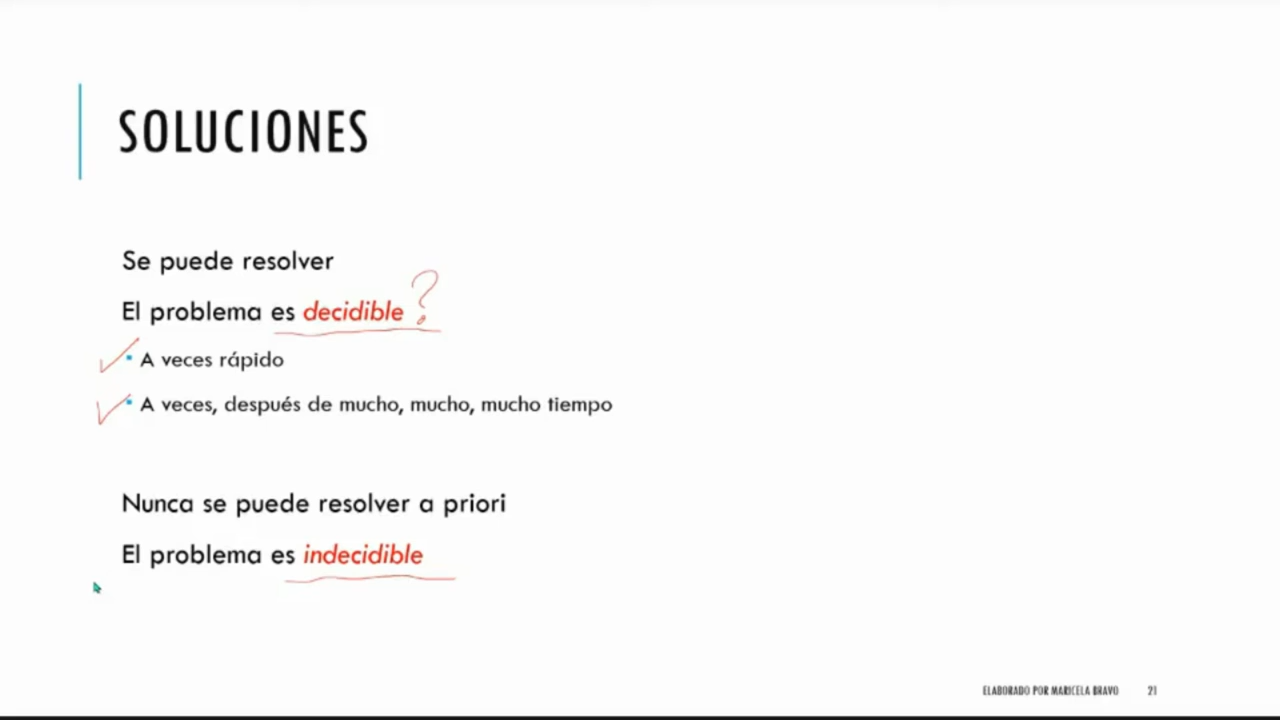 SOLUCIONES
Se puede resolver
El problema es decidible ?
• A veces rápido
• A veces, después de mucho, mucho, mucho tiempo
Nunca se puede resolver a priori
El problema es indecidible
ELABORADO POR MARICELA BRAVO 21